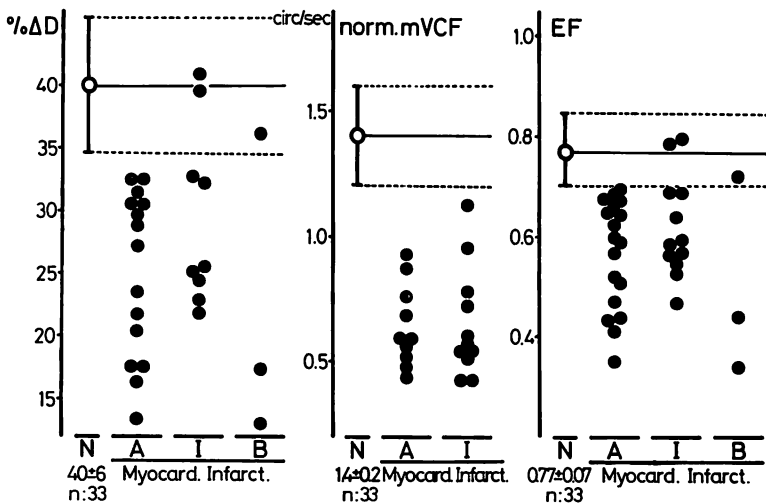 %ΔD
circ/sec
norm.mVCF
EF
40
35
30
25
20
15
1.5
1.0
0.5
1.0
0.8
0.6
0.4
N A I B
40±6 Myocard. Infarct.
n:33
N A I
1.4±0.2 Myocard. Infarct.
n:33
N A I B
0.77±0.07 Myocard. Infarct.
n:33